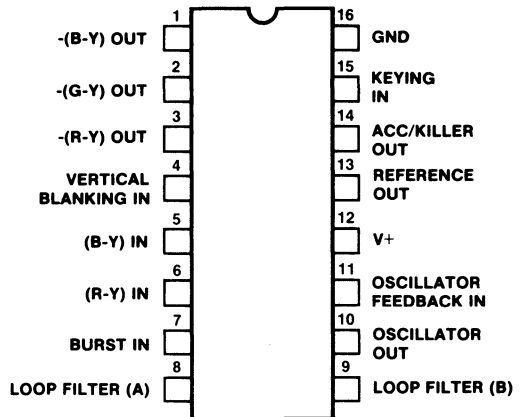 1
-(B-Y) OUT
2
-(G-Y) OUT
3
-(R-Y) OUT
4
VERTICAL
BLANKING IN
5
(B-Y) IN
6
(R-Y) IN
7
BURST IN
8
LOOP FILTER (A)
16
GND
15
KEYING
IN
14
ACC/KILLER
OUT
13
REFERENCE
OUT
12
V+
11
OSCILLATOR
FEEDBACK IN
10
OSCILLATOR
OUT
9
LOOP FILTER (B)